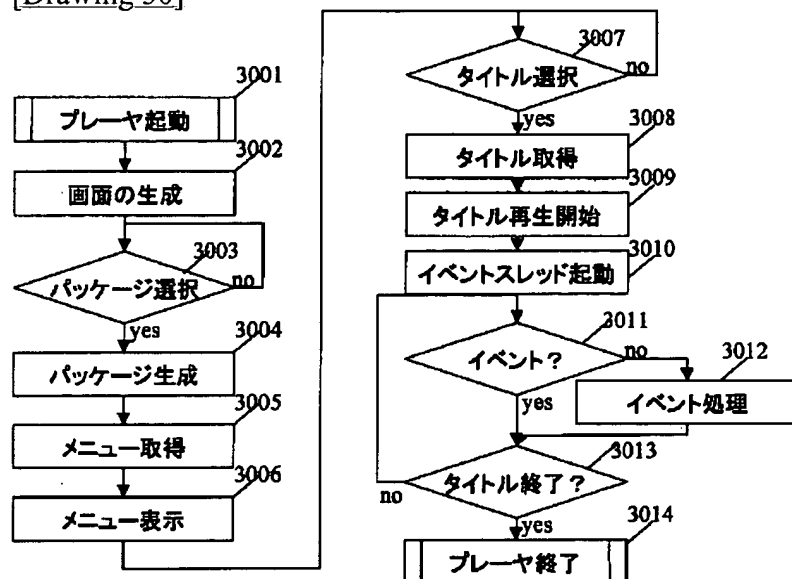 [Drawing 30]
3001
プレーヤ起動
3002
画面の生成
3003
パッケージ選択
no
yes
3004
パッケージ生成
3005
メニュー取得
3006
メニュー表示
3007
タイトル選択
no
yes
3008
タイトル取得
3009
タイトル再生開始
3010
イベントスレッド起動
3011
イベント?
no
yes
3012
イベント処理
3013
タイトル終了?
no
yes
3014
プレーヤ終了